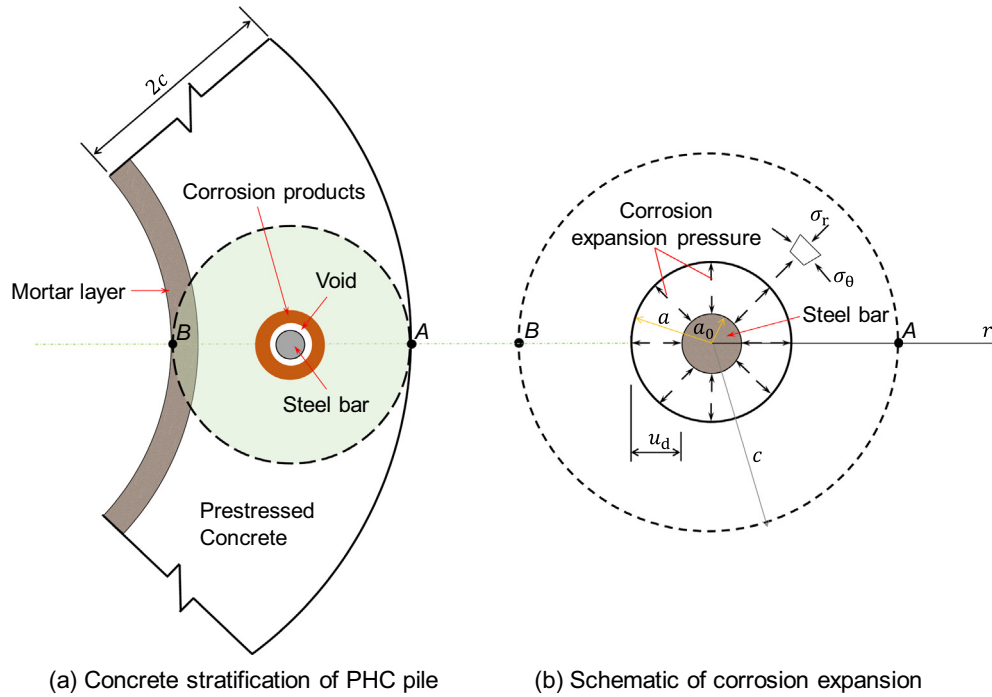 2c
Corrosion products
Void
Mortar layer
B
A
Steel bar
Prestressed
Concrete
(a) Concrete stratification of PHC pile
Corrosion
expansion pressure
σr
σθ
a
a0
Steel bar
B
A
r
ud
c
(b) Schematic of corrosion expansion